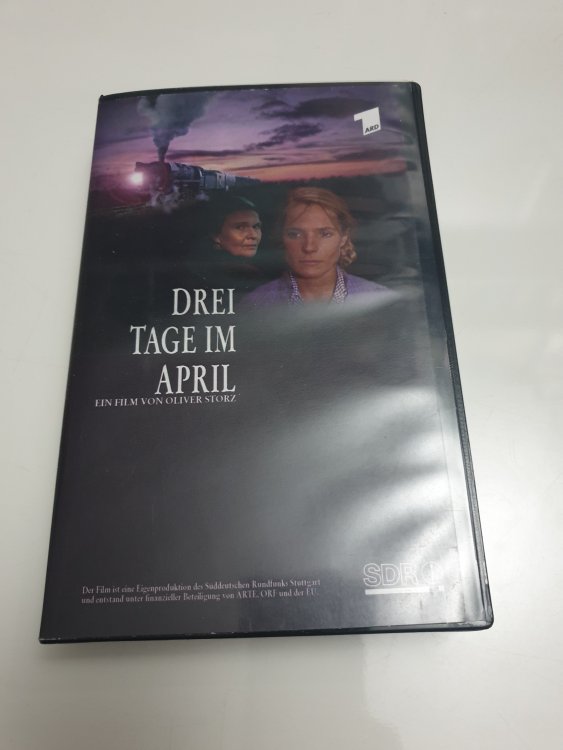 1
ARD
DREI
TAGE IM
APRIL
EIN FILM VON OLIVER STORZ
SDR
Der Film ist eine Eigenproduktion des Süddeutschen Rundfunks Stuttgart
und entstand unter finanzieller Beteiligung von ARTE, ORF und der EU.